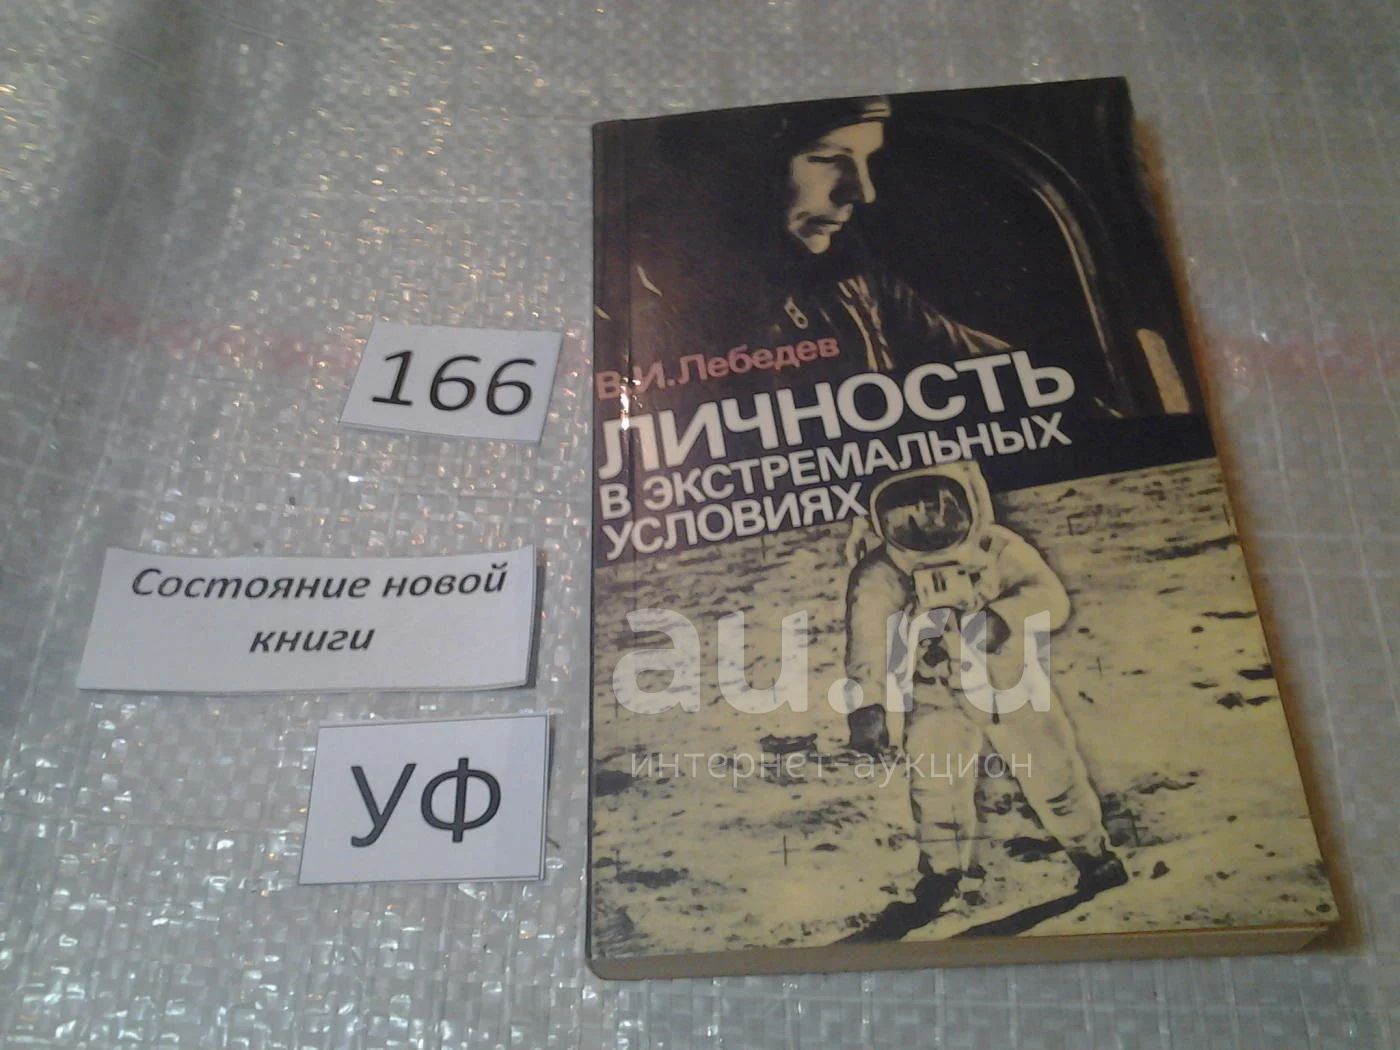 166
Состояние новой
книги
УФ
В.И.Лебедев
ЛИЧНОСТЬ
В ЭКСТРЕМАЛЬНЫХ
УСЛОВИЯХ
au.ru
интернет-аукцион